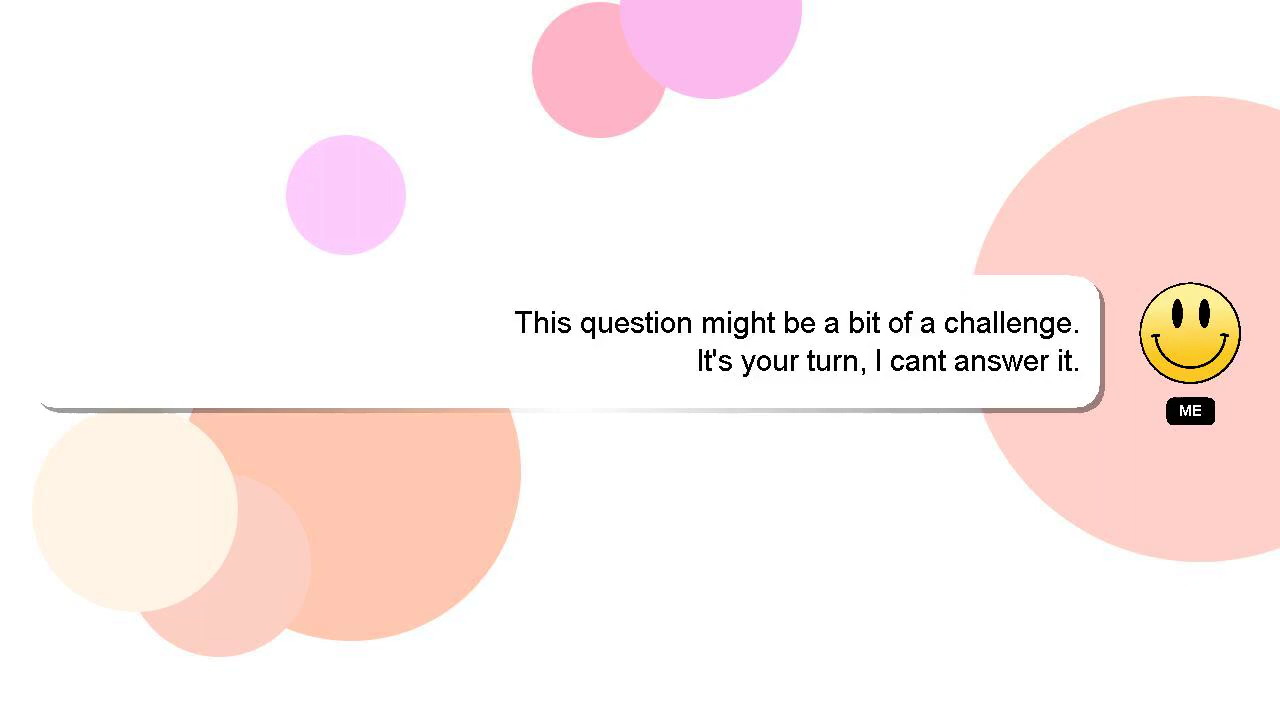 This question might be a bit of a challenge.
It's your turn, I cant answer it.
ME